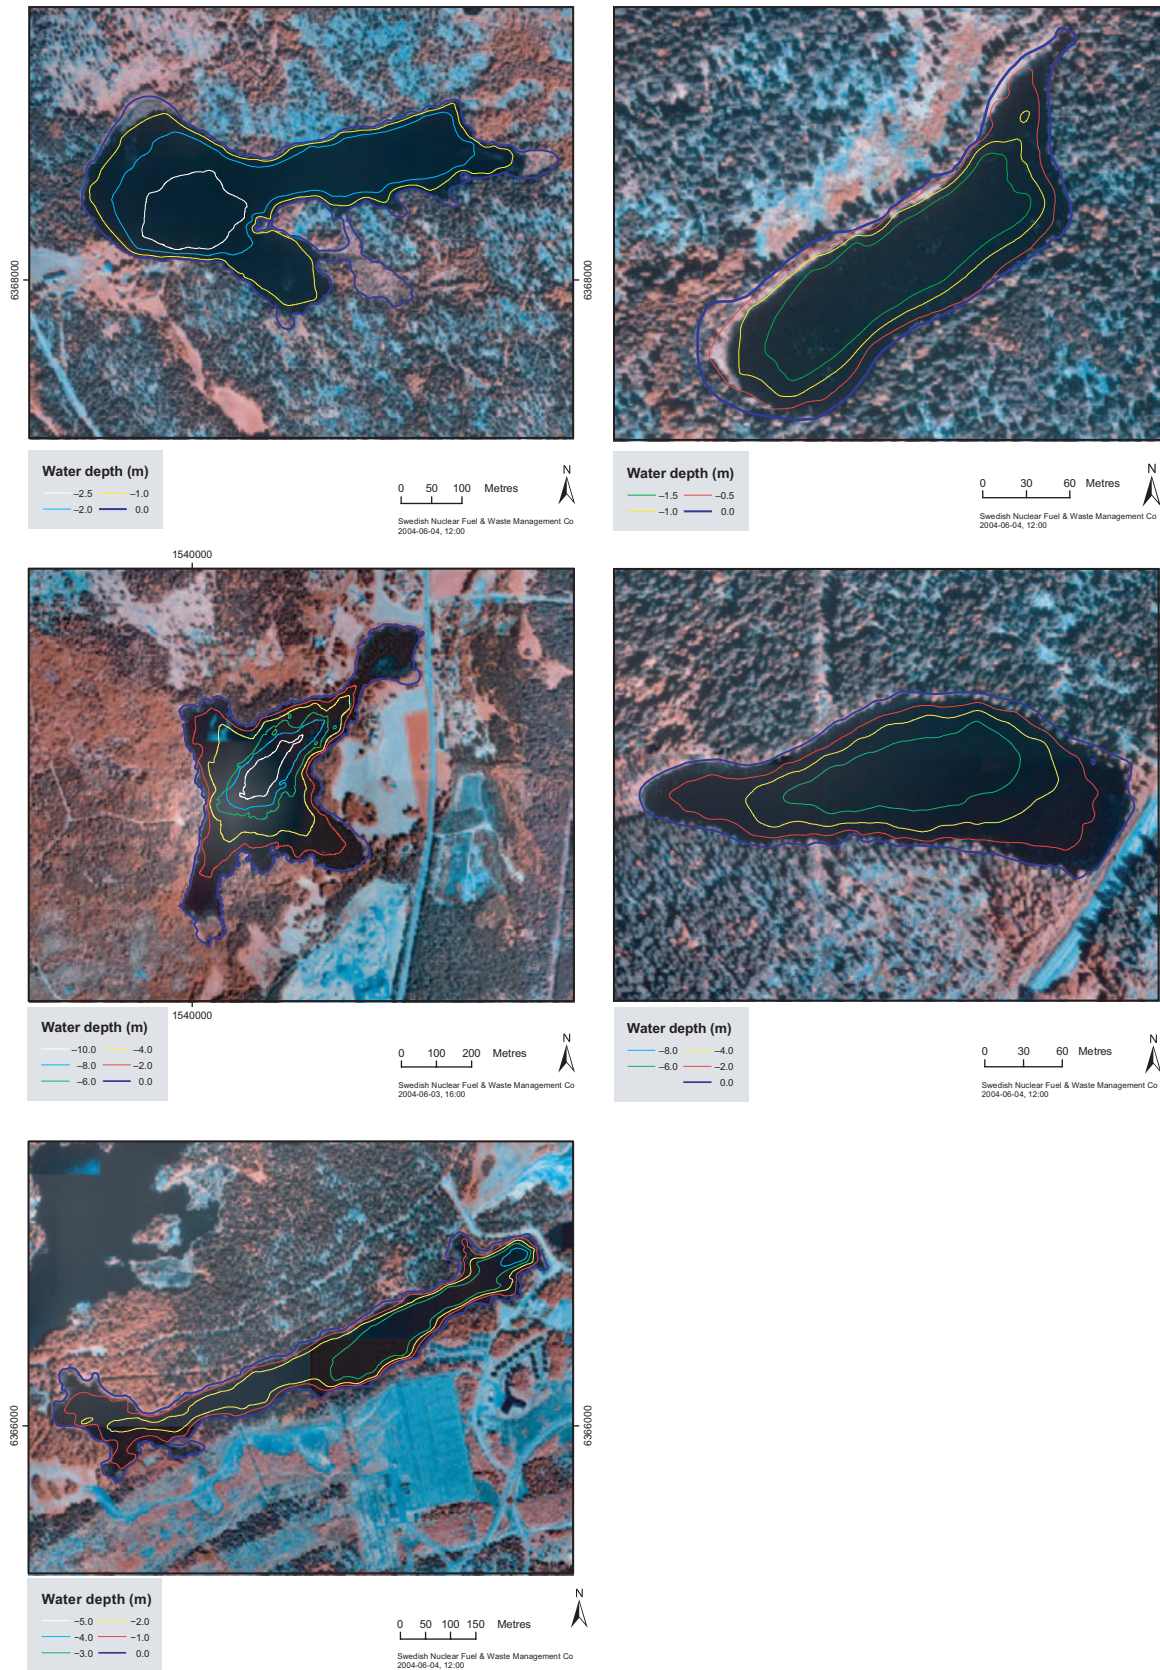 6368000
6368000
Water depth (m)
–2.5 –1.0
–2.0 0.0
0 50 100 Metres
N
Swedish Nuclear Fuel & Waste Management Co
2004-06-04, 12:00
Water depth (m)
–1.5 –0.5
–1.0 0.0
0 30 60 Metres
N
Swedish Nuclear Fuel & Waste Management Co
2004-06-04, 12:00
1540000
1540000
Water depth (m)
–10.0 –4.0
–8.0 –2.0
–6.0 0.0
0 100 200 Metres
N
Swedish Nuclear Fuel & Waste Management Co
2004-06-03, 16:00
Water depth (m)
–8.0 –4.0
–6.0 –2.0
0.0
0 30 60 Metres
N
Swedish Nuclear Fuel & Waste Management Co
2004-06-04, 12:00
6366000
6366000
Water depth (m)
–5.0 –2.0
–4.0 –1.0
–3.0 0.0
0 50 100 150 Metres
N
Swedish Nuclear Fuel & Waste Management Co
2004-06-04, 12:00